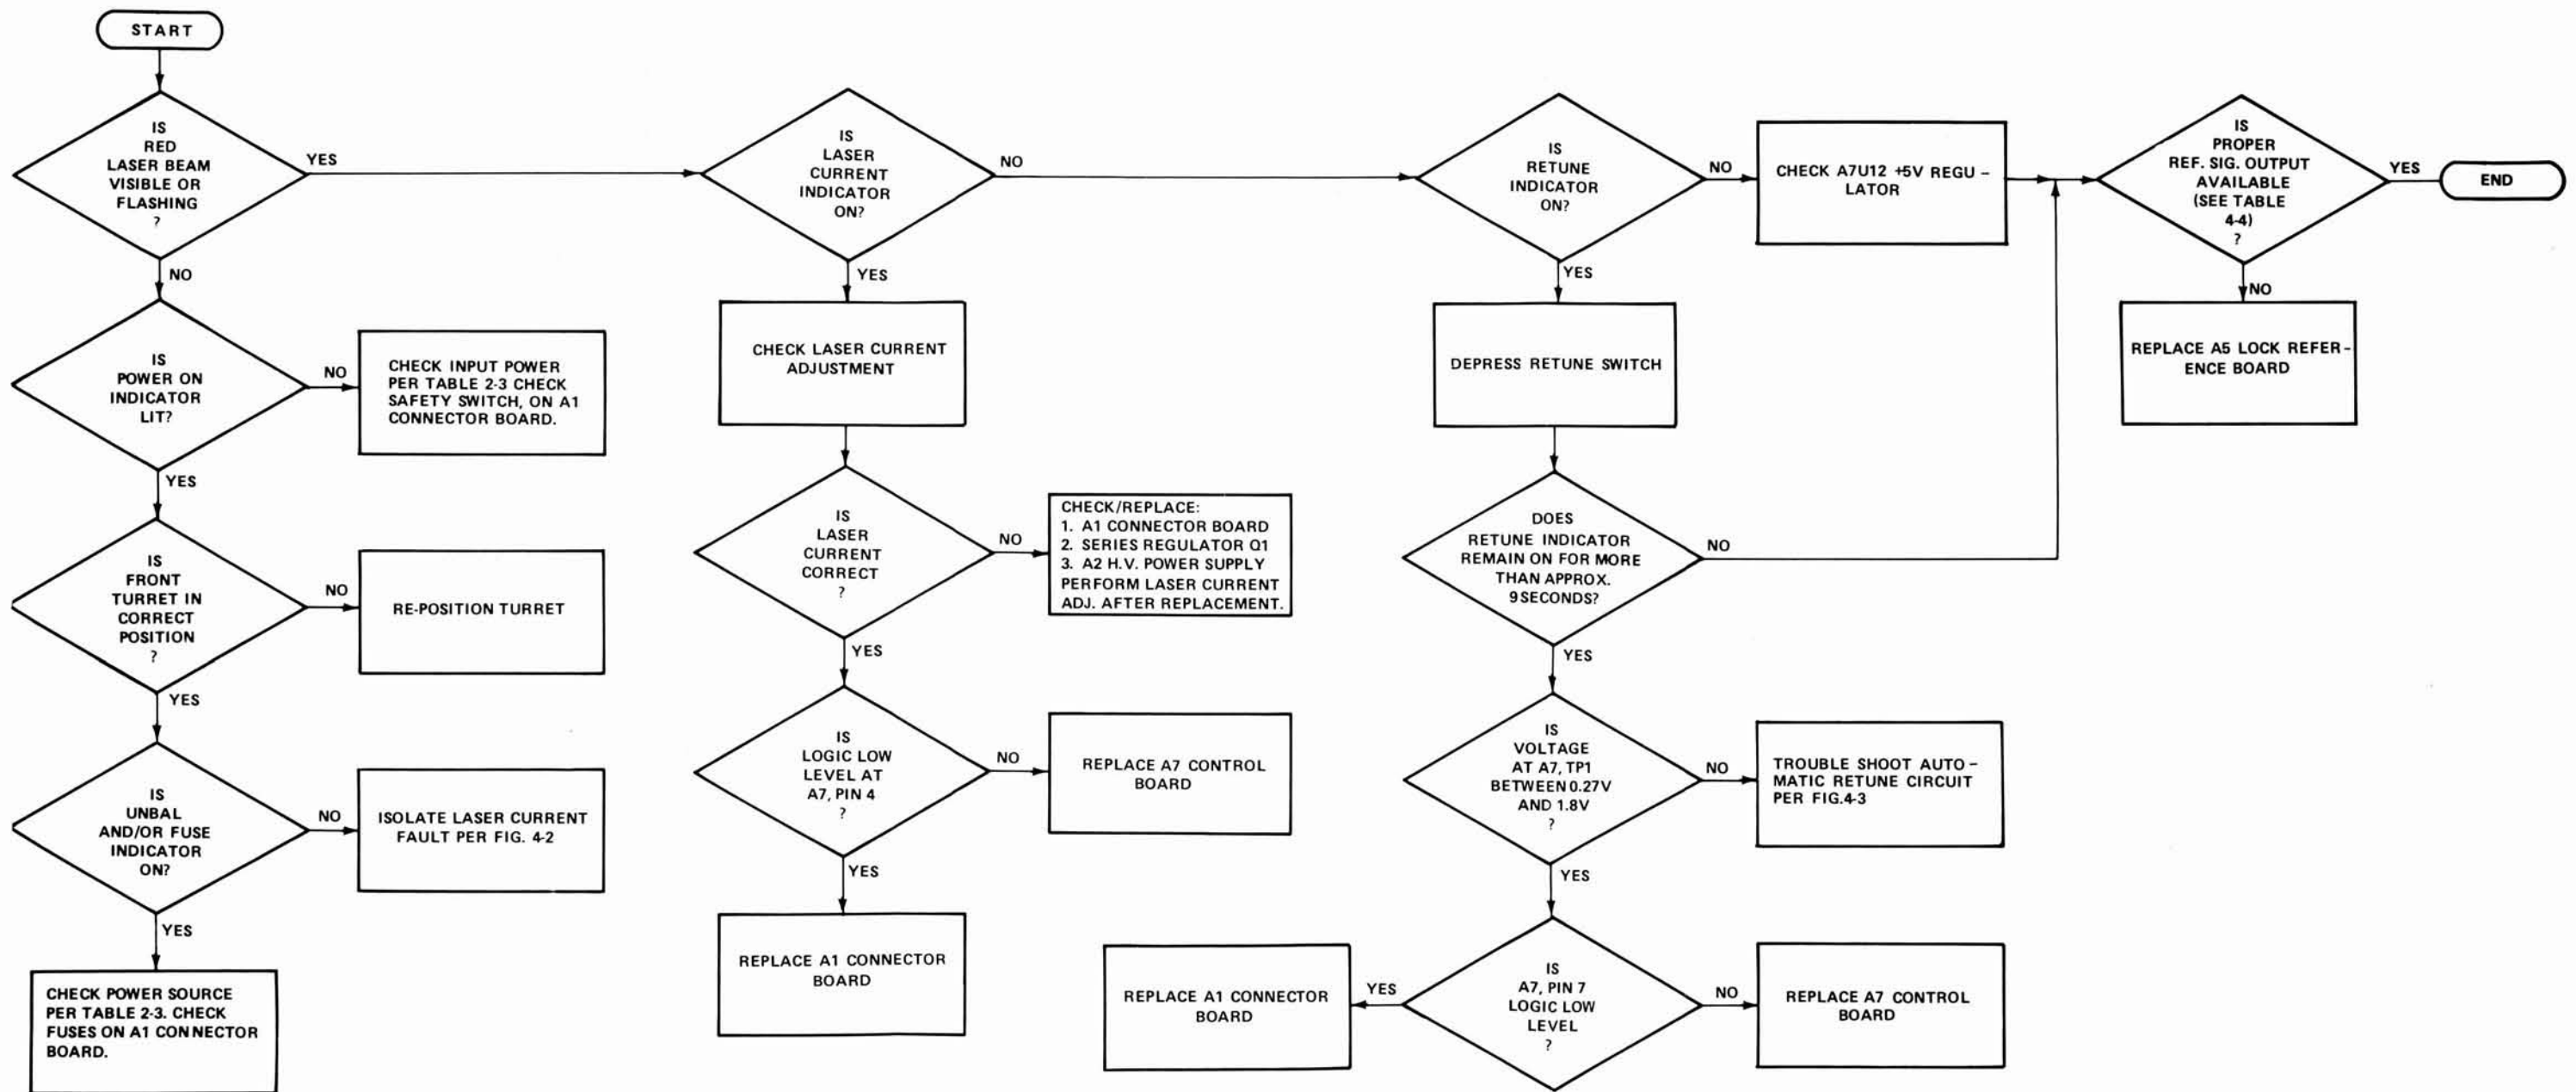 START
IS
RED
LASER BEAM
VISIBLE OR
FLASHING
?
YES
NO
IS
POWER ON
INDICATOR
LIT?
NO
CHECK INPUT POWER
PER TABLE 2-3 CHECK
SAFETY SWITCH, ON A1
CONNECTOR BOARD.
YES
IS
FRONT
TURRET IN
CORRECT
POSITION
?
NO
RE-POSITION TURRET
YES
IS
UNBAL
AND/OR FUSE
INDICATOR
ON?
NO
ISOLATE LASER CURRENT
FAULT PER FIG. 4-2
YES
CHECK POWER SOURCE
PER TABLE 2-3. CHECK
FUSES ON A1 CONNECTOR
BOARD.
IS
LASER
CURRENT
INDICATOR
ON?
NO
YES
CHECK LASER CURRENT
ADJUSTMENT
IS
LASER
CURRENT
CORRECT
?
NO
CHECK/REPLACE:
1. A1 CONNECTOR BOARD
2. SERIES REGULATOR Q1
3. A2 H.V. POWER SUPPLY
PERFORM LASER CURRENT
ADJ. AFTER REPLACEMENT.
YES
IS
LOGIC LOW
LEVEL AT
A7, PIN 4
?
NO
REPLACE A7 CONTROL
BOARD
YES
REPLACE A1 CONNECTOR
BOARD
IS
RETUNE
INDICATOR
ON?
NO
CHECK A7U12 +5V REGU –
LATOR
YES
DEPRESS RETUNE SWITCH
DOES
RETUNE INDICATOR
REMAIN ON FOR MORE
THAN APPROX.
9 SECONDS?
NO
YES
IS
VOLTAGE
AT A7, TP1
BETWEEN 0.27V
AND 1.8V
?
NO
TROUBLE SHOOT AUTO –
MATIC RETUNE CIRCUIT
PER FIG.4-3
YES
IS
A7, PIN 7
LOGIC LOW
LEVEL
?
YES
REPLACE A1 CONNECTOR
BOARD
NO
REPLACE A7 CONTROL
BOARD
IS
PROPER
REF. SIG. OUTPUT
AVAILABLE
(SEE TABLE
4-4)
?
YES
END
NO
REPLACE A5 LOCK REFER –
ENCE BOARD